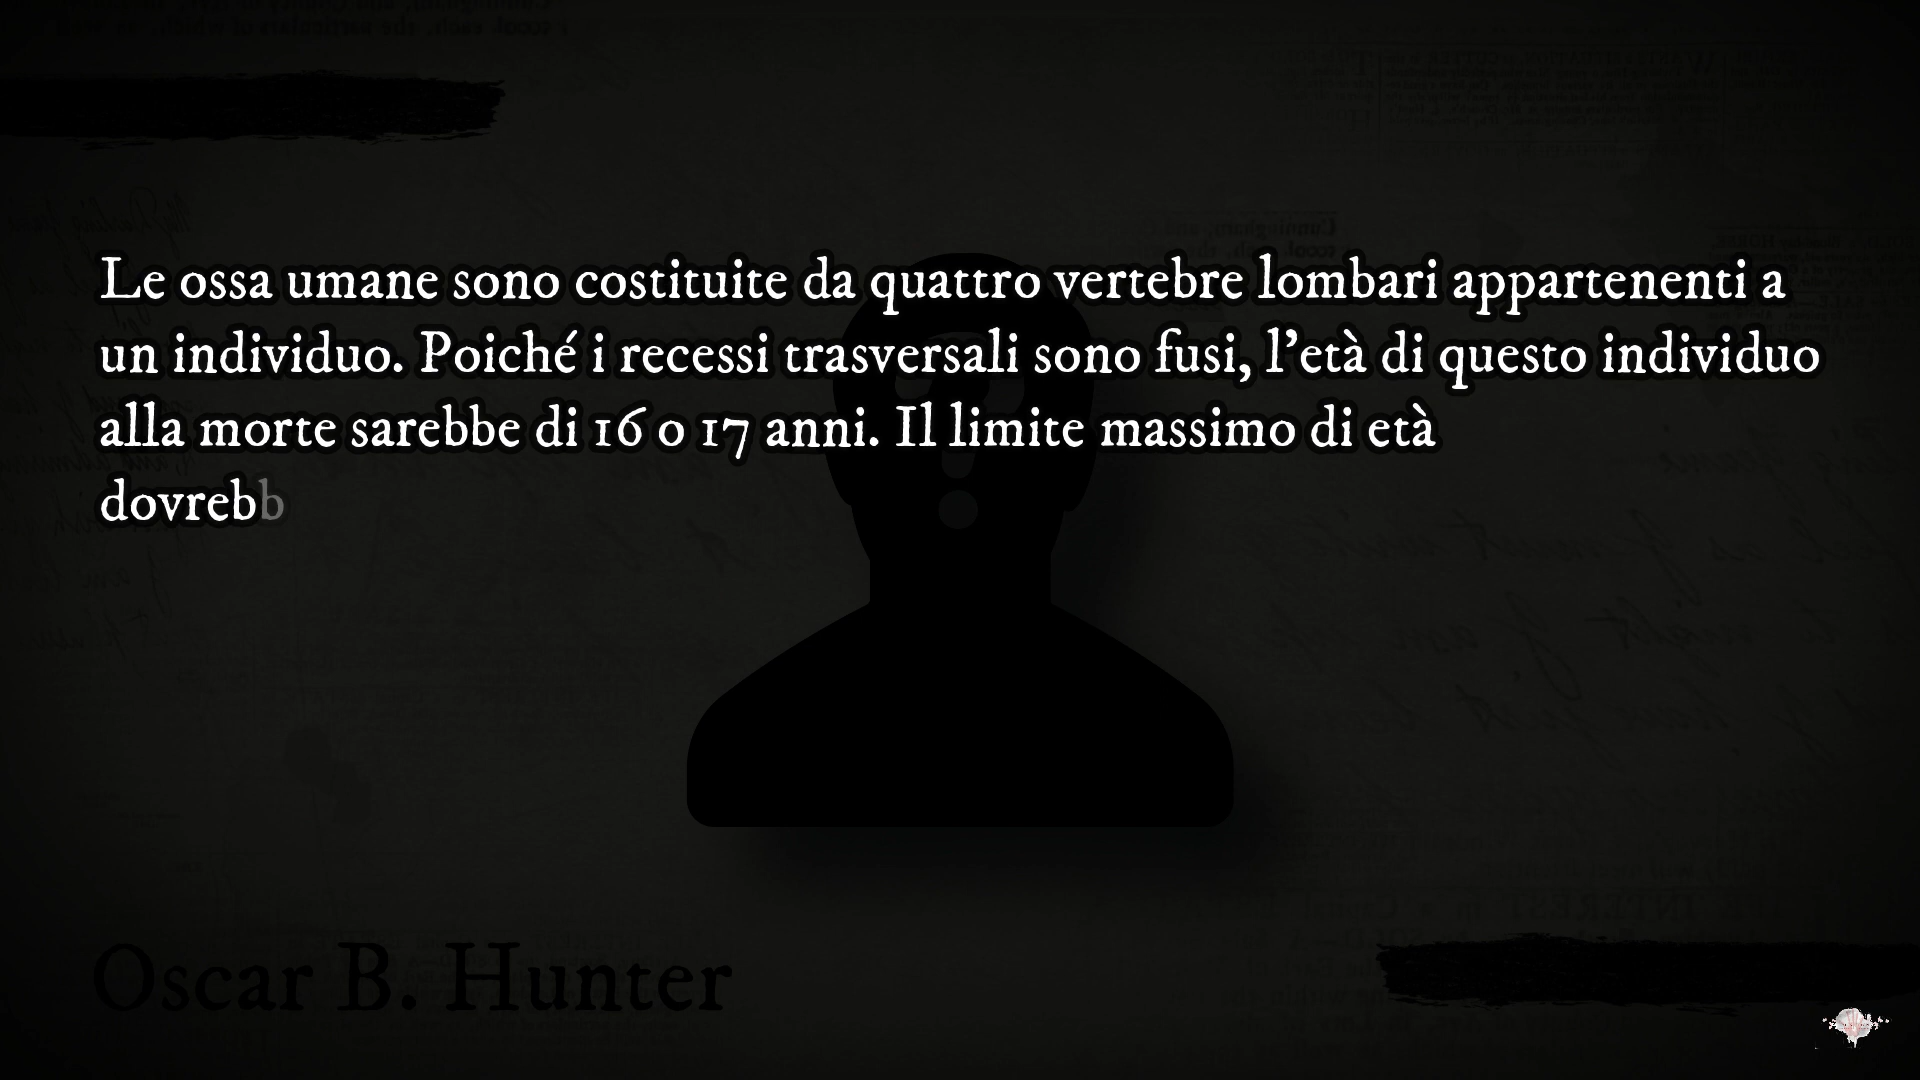 Le ossa umane sono costituite da quattro vertebre lombari appartenenti a
un individuo. Poiché i recessi trasversali sono fusi, l'età di questo individuo
alla morte sarebbe di 16 o 17 anni. Il limite massimo di età
dovrebb
Oscar B. Hunter